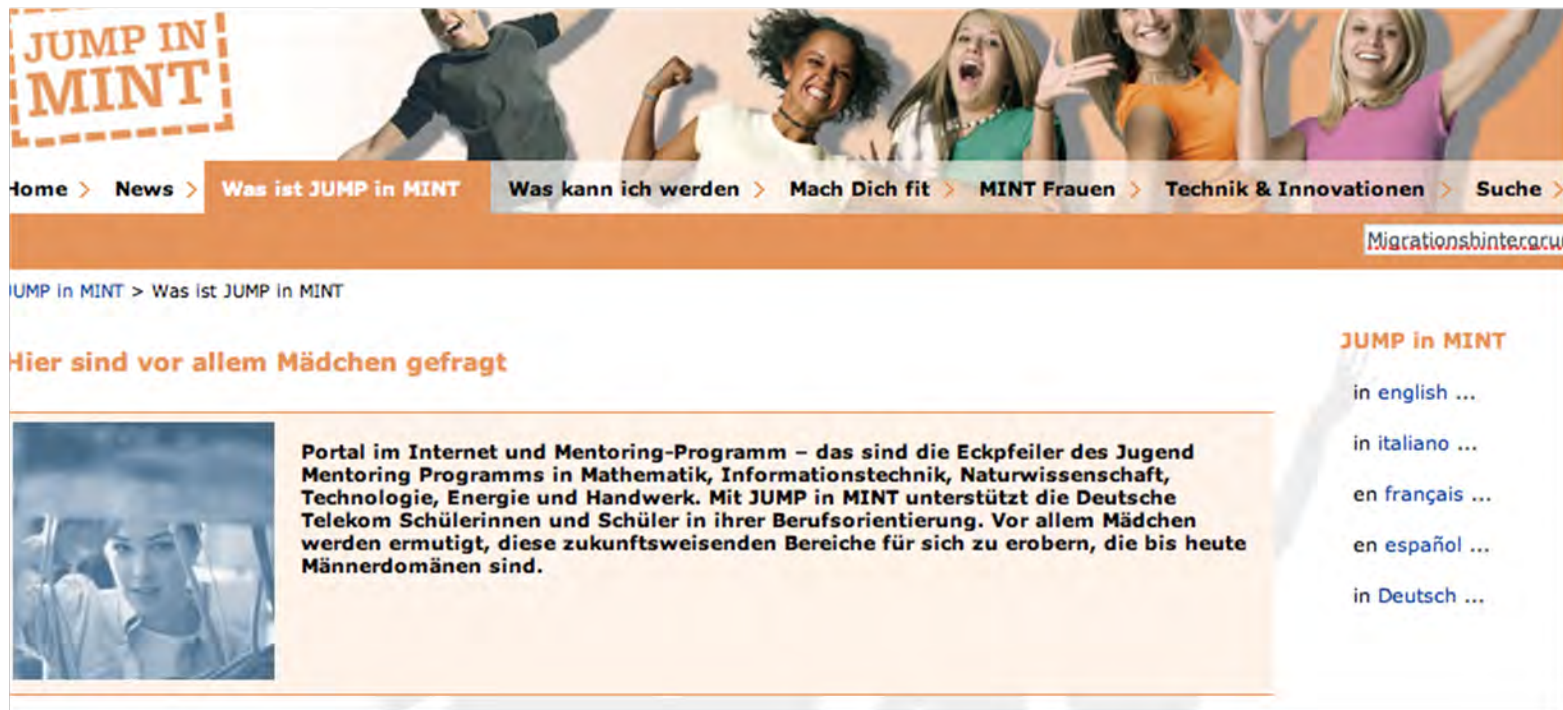 JUMP IN
MINT
Home > News > Was ist JUMP in MINT Was kann ich werden > Mach Dich fit > MINT Frauen > Technik & Innovationen > Suche >
JUMP in MINT > Was ist JUMP in MINT
Hier sind vor allem Mädchen gefragt
Portal im Internet und Mentoring-Programm – das sind die Eckpfeiler des Jugend
Mentoring Programms in Mathematik, Informationstechnik, Naturwissenschaft,
Technologie, Energie und Handwerk. Mit JUMP in MINT unterstützt die Deutsche
Telekom Schülerinnen und Schüler in ihrer Berufsorientierung. Vor allem Mädchen
werden ermutigt, diese zukunftsweisenden Bereiche für sich zu erobern, die bis heute
Männerdomänen sind.
JUMP in MINT
in english ...
in italiano ...
en français ...
en español ...
in Deutsch ...